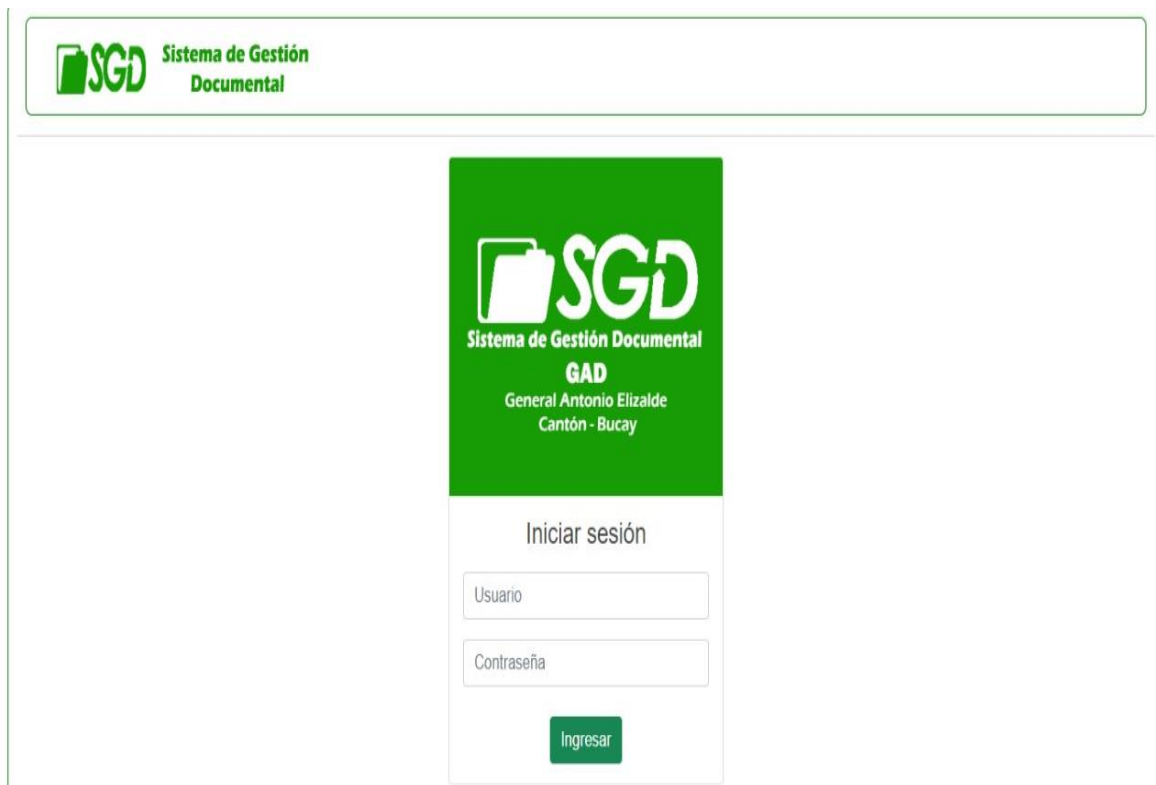 SGD
Sistema de Gestión
Documental
SGD
Sistema de Gestión Documental
GAD
General Antonio Elizalde
Cantón - Bucay
Iniciar sesión
Usuario
Contraseña
Ingresar